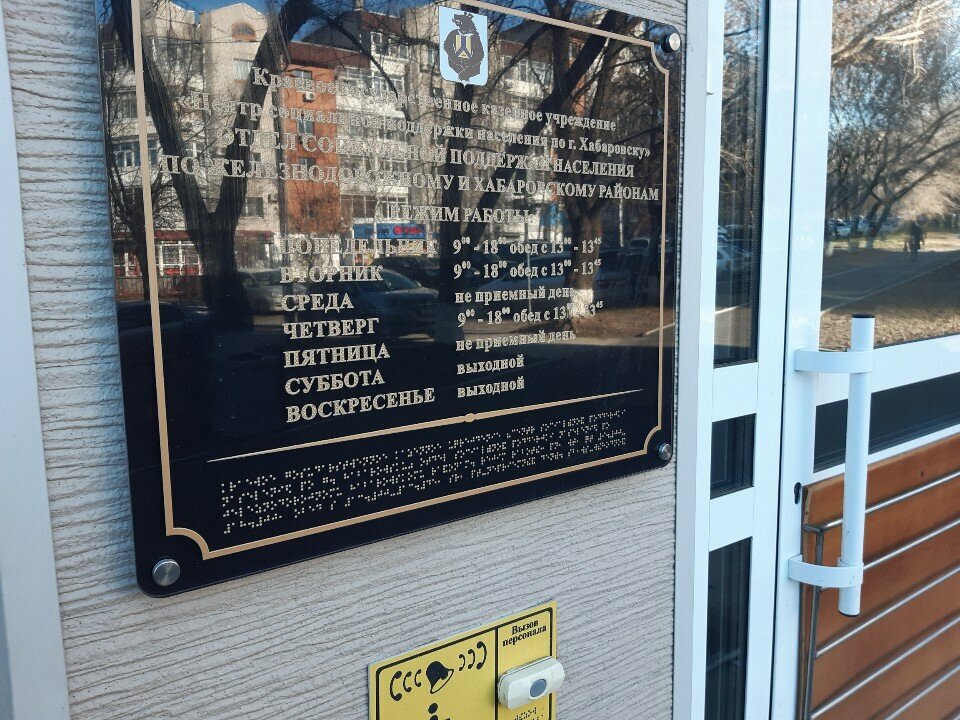 Краевое государственное казенное учреждение
«Центр социальной поддержки населения по г. Хабаровску»
ОТДЕЛ СОЦИАЛЬНОЙ ПОДДЕРЖКИ НАСЕЛЕНИЯ
ПО ЖЕЛЕЗНОДОРОЖНОМУ И ХАБАРОВСКОМУ РАЙОНАМ
РЕЖИМ РАБОТЫ:
ПОНЕДЕЛЬНИК 9⁰⁰ - 18⁰⁰ обед с 13⁰⁰ - 13⁴⁵
ВТОРНИК 9⁰⁰ - 18⁰⁰ обед с 13⁰⁰ - 13⁴⁵
СРЕДА не приемный день
ЧЕТВЕРГ 9⁰⁰ - 18⁰⁰ обед с 13⁰⁰ - 13⁴⁵
ПЯТНИЦА не приемный день
СУББОТА выходной
ВОСКРЕСЕНЬЕ выходной
Вызов
персонала